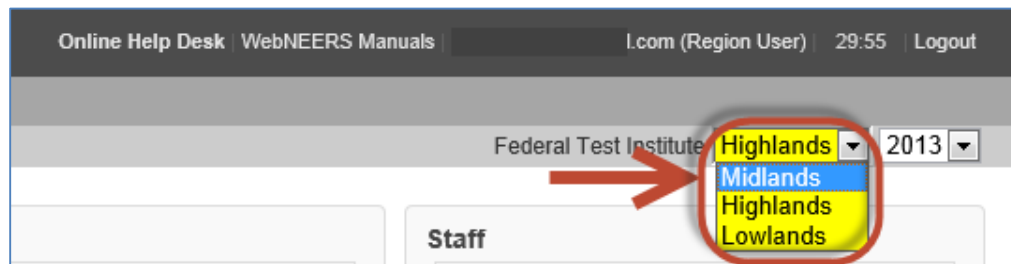 Online Help Desk | WebNEERS Manuals | l.com (Region User) | 29:55 | Logout
Federal Test Institute Highlands 2013
Midlands
Highlands
Staff Lowlands